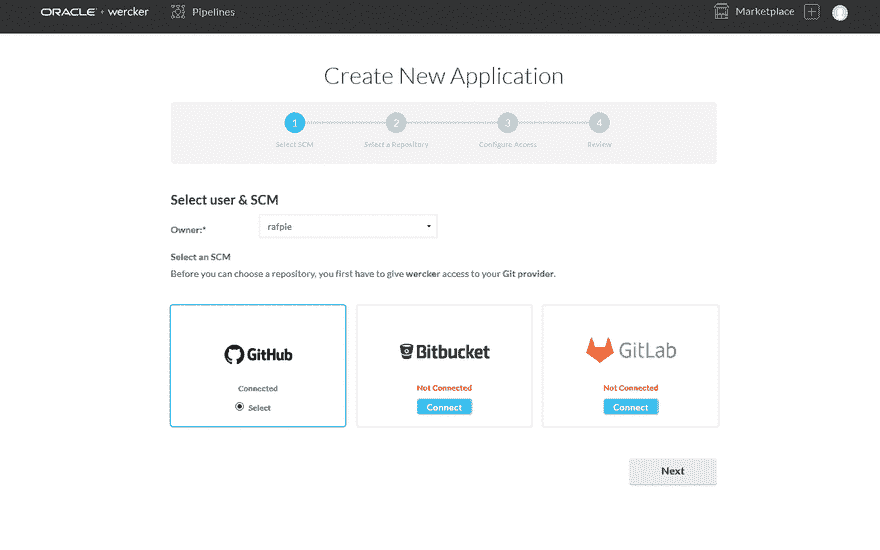 ORACLE + wercker Pipelines Marketplace
Create New Application
1 2 3 4
Select SCM Select a Repository Configure Access Review
Select user & SCM
Owner:* rafpie
Select an SCM
Before you can choose a repository, you first have to give wercker access to your Git provider.
GitHub Bitbucket GitLab
Connected Not Connected Not Connected
Select Connect Connect
Next